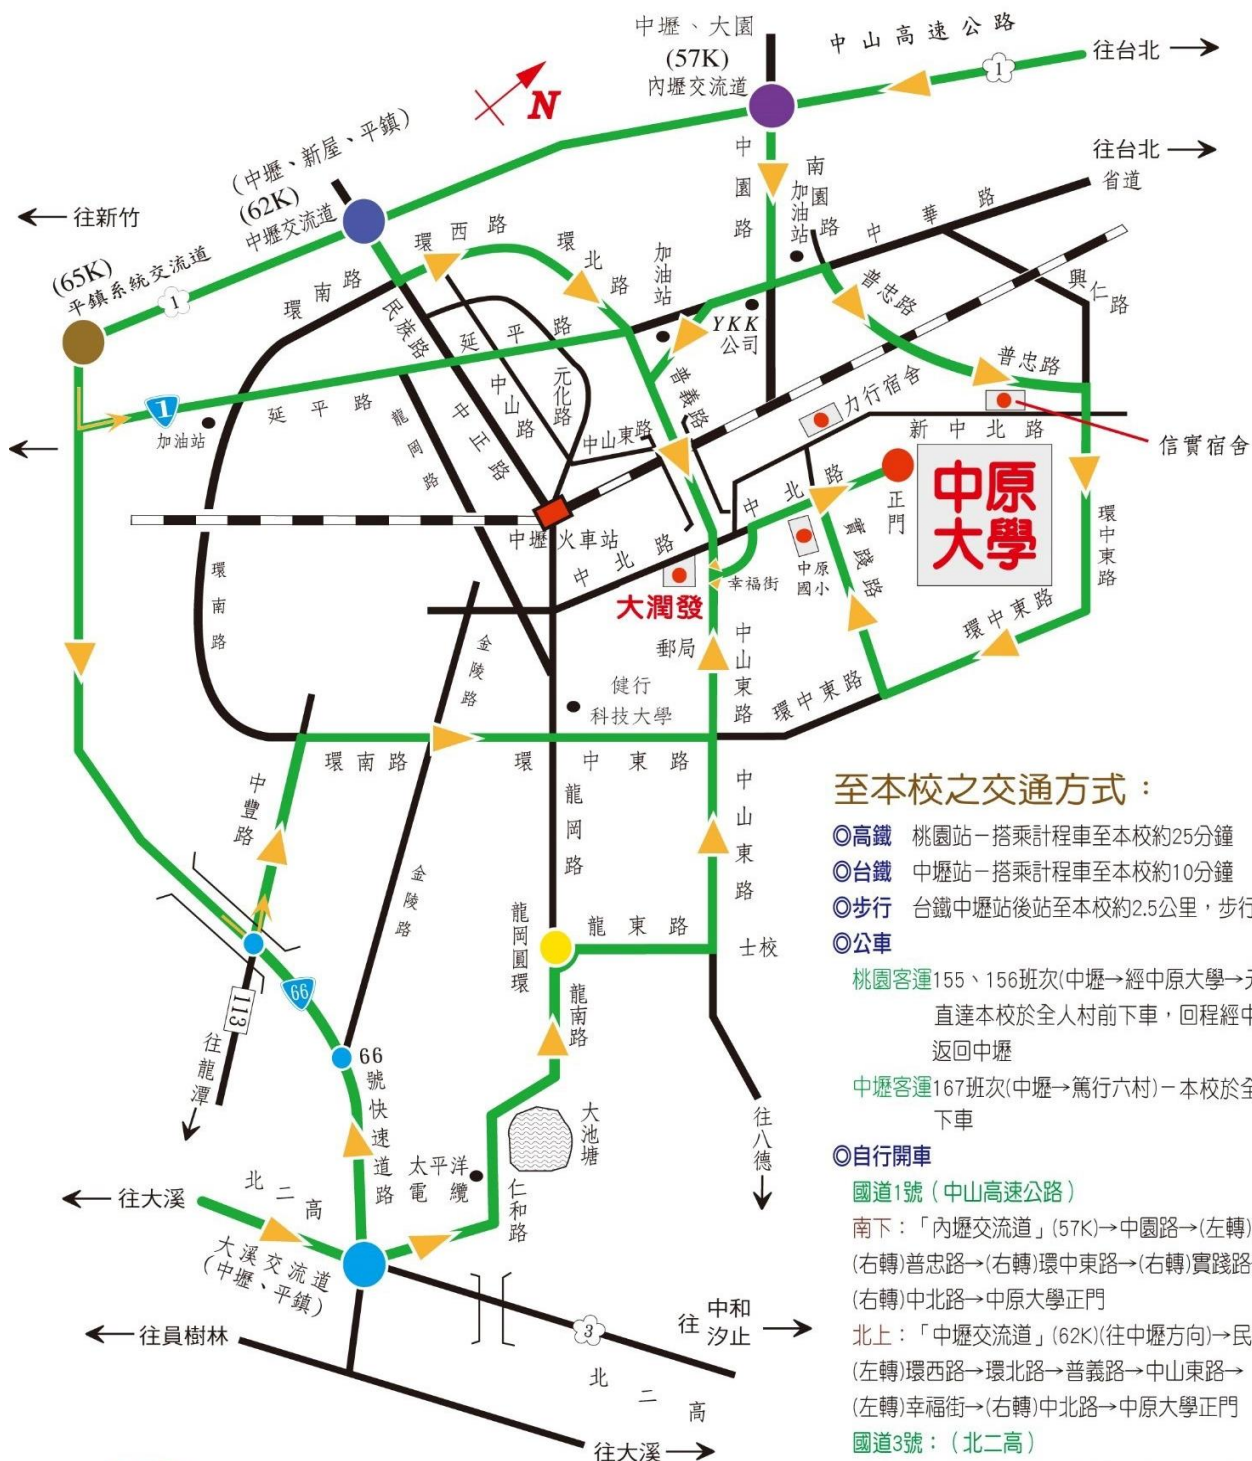 中壢、大園
(57K)
內壢交流道
中山高速公路
1
往台北
N
往台北
省道
(中壢、新屋、平鎮)
(62K)
中壢交流道
往新竹
(65K)
平鎮系統交流道
1
環南路
環西路
環北路
加油站
中園路
南園路
加油站
中華路
普忠路
興仁路
YKK
公司
民族路
延平路
中山路
元化路
普義路
力行宿舍
普忠路
1
加油站
延平路
龍岡路
中正路
中山東路
新中北路
信實宿舍
中壢火車站
中北路
中北路
正門
中原
大學
環中東路
實踐路
中原
國小
幸福街
大潤發
環南路
金陵路
郵局
中山東路
環中東路
環中東路
健行
科技大學
環南路
環中東路
中豐路
龍岡路
中山東路
金陵路
龍岡圓環
龍東路
士校
66
113
往龍潭
66號快速道路
龍南路
大池塘
往八德
太平洋
電纜
仁和路
往大溪
北二高
大溪交流道
(中壢、平鎮)
往員樹林
3
往
中和
汐止
北二高
往大溪
至本校之交通方式：
◎高鐵 桃園站－搭乘計程車至本校約25分鐘
◎台鐵 中壢站－搭乘計程車至本校約10分鐘
◎步行 台鐵中壢站後站至本校約2.5公里，步行
◎公車
桃園客運155、156班次(中壢→經中原大學→
直達本校於全人村前下車，回程經中
返回中壢
中壢客運167班次(中壢→篤行六村)－本校於全
下車
◎自行開車
國道1號（中山高速公路）
南下：「內壢交流道」(57K)→中園路→(左轉)
(右轉)普忠路→(右轉)環中東路→(右轉)實踐路
(右轉)中北路→中原大學正門
北上：「中壢交流道」(62K)(往中壢方向)→民
(左轉)環西路→環北路→普義路→中山東路→
(左轉)幸福街→(右轉)中北路→中原大學正門
國道3號：（北二高）